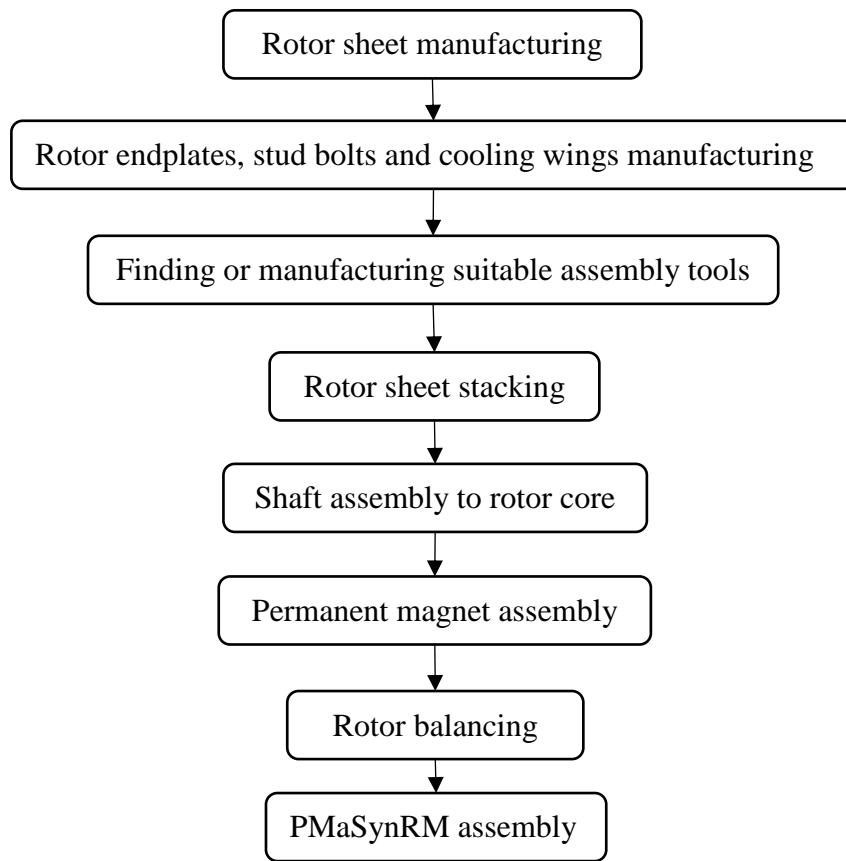 Rotor sheet manufacturing
Rotor endplates, stud bolts and cooling wings manufacturing
Finding or manufacturing suitable assembly tools
Rotor sheet stacking
Shaft assembly to rotor core
Permanent magnet assembly
Rotor balancing
PMaSynRM assembly